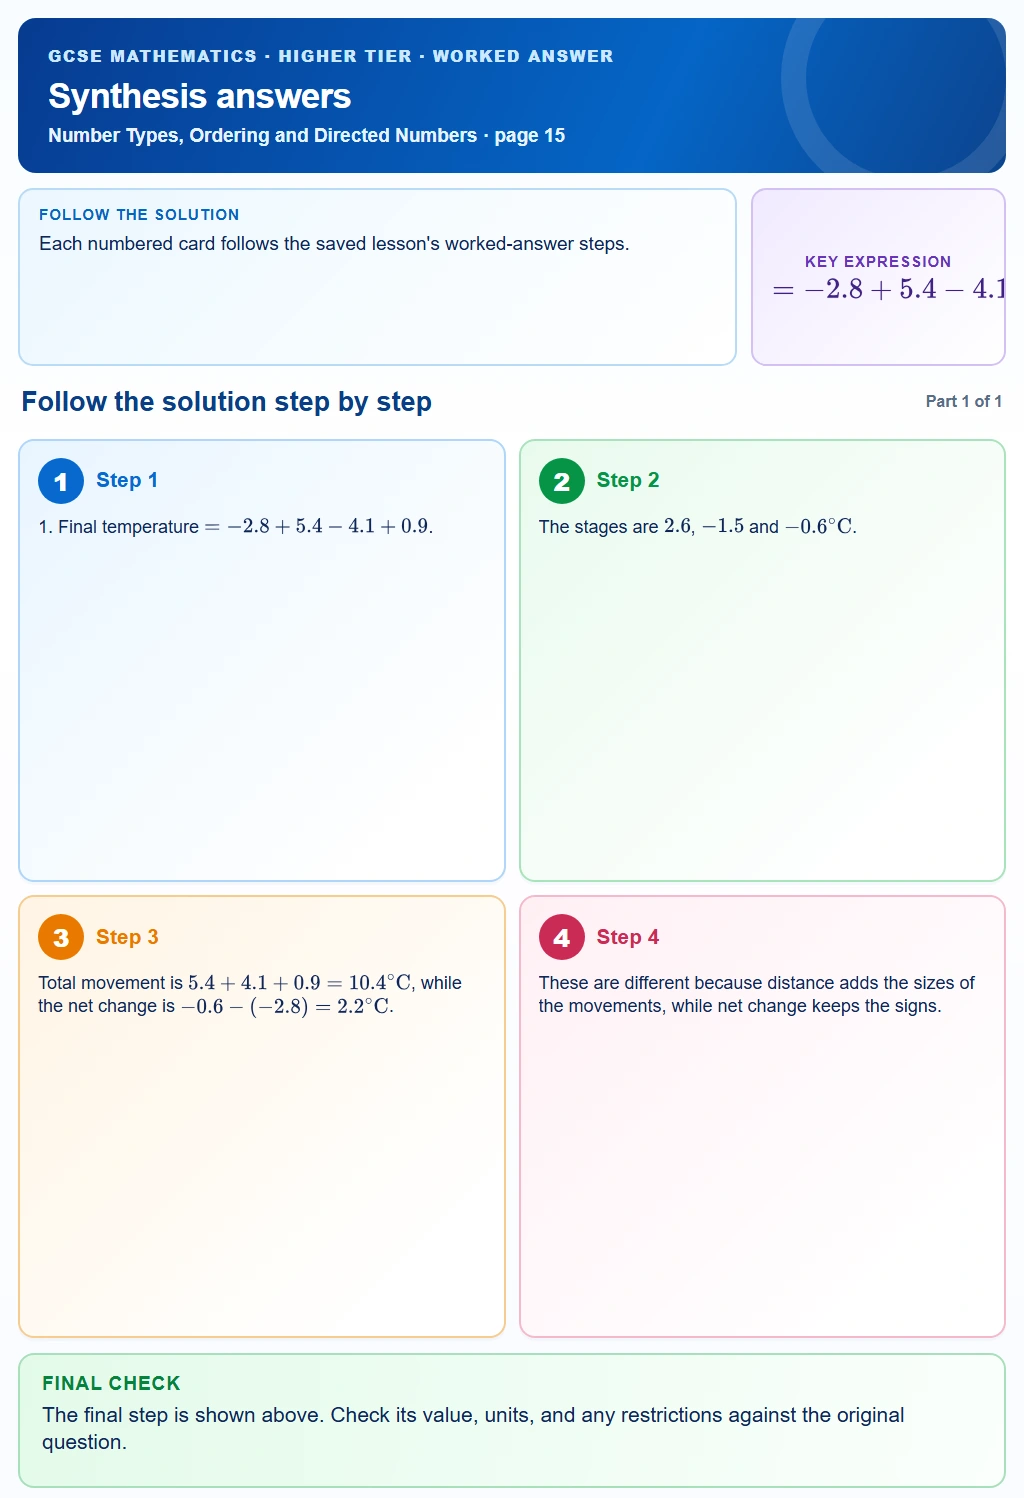 GCSE MATHEMATICS · HIGHER TIER · WORKED ANSWER
Synthesis answers
Number Types, Ordering and Directed Numbers · page 15
FOLLOW THE SOLUTION
Each numbered card follows the saved lesson's worked-answer steps.
KEY EXPRESSION
= −2.8 + 5.4 − 4.1
Follow the solution step by step
Part 1 of 1
1 Step 1
1. Final temperature = −2.8 + 5.4 − 4.1 + 0.9.
2 Step 2
The stages are 2.6, −1.5 and −0.6°C.
3 Step 3
Total movement is 5.4 + 4.1 + 0.9 = 10.4°C, while
the net change is −0.6 − (−2.8) = 2.2°C.
4 Step 4
These are different because distance adds the sizes of
the movements, while net change keeps the signs.
FINAL CHECK
The final step is shown above. Check its value, units, and any restrictions against the original
question.